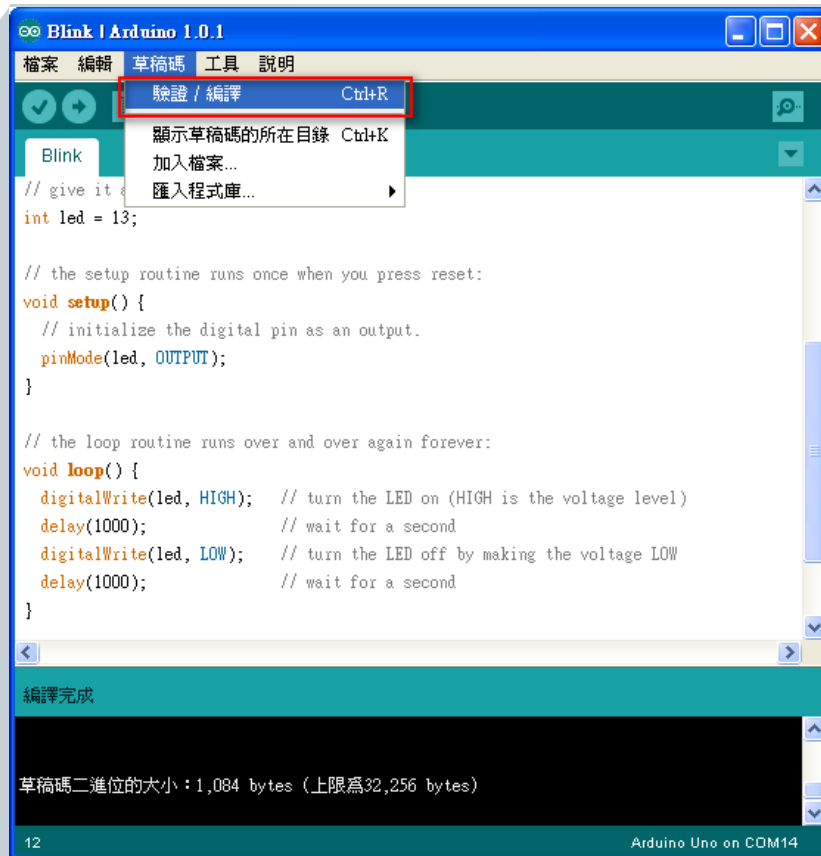 Blink | Arduino 1.0.1
檔案 編輯 草稿碼 工具 說明
驗證 / 編譯 Ctrl+R
顯示草稿碼的所在目錄 Ctrl+K
加入檔案...
匯入程式庫...
Blink
// give it
int led = 13;
// the setup routine runs once when you press reset:
void setup() {
// initialize the digital pin as an output.
pinMode(led, OUTPUT);
}
// the loop routine runs over and over again forever:
void loop() {
digitalWrite(led, HIGH); // turn the LED on (HIGH is the voltage level)
delay(1000); // wait for a second
digitalWrite(led, LOW); // turn the LED off by making the voltage LOW
delay(1000); // wait for a second
}
編譯完成
草稿碼二進位的大小：1,084 bytes (上限爲32,256 bytes)
12 Arduino Uno on COM14